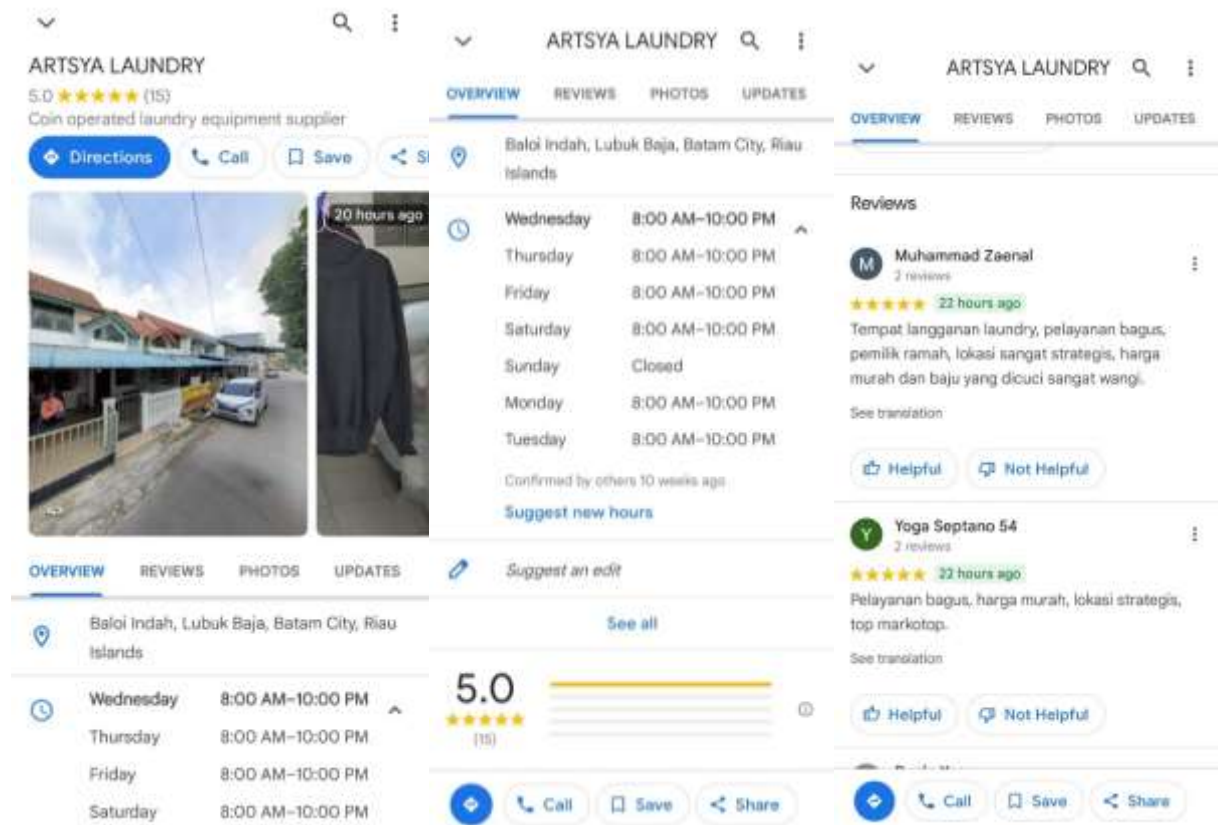 ARTSYA LAUNDRY
5.0 (15)
Coin operated laundry equipment supplier
Directions Call Save
20 hours ago
OVERVIEW REVIEWS PHOTOS UPDATES
Baloi Indah, Lubuk Baja, Batam City, Riau
Islands
Wednesday 8:00 AM–10:00 PM
Thursday 8:00 AM–10:00 PM
Friday 8:00 AM–10:00 PM
Saturday 8:00 AM–10:00 PM
ARTSYA LAUNDRY
OVERVIEW REVIEWS PHOTOS UPDATES
Baloi Indah, Lubuk Baja, Batam City, Riau
Islands
Wednesday 8:00 AM–10:00 PM
Thursday 8:00 AM–10:00 PM
Friday 8:00 AM–10:00 PM
Saturday 8:00 AM–10:00 PM
Sunday Closed
Monday 8:00 AM–10:00 PM
Tuesday 8:00 AM–10:00 PM
Confirmed by others 10 weeks ago
Suggest new hours
Suggest an edit
See all
5.0
(15)
Call Save Share
ARTSYA LAUNDRY
OVERVIEW REVIEWS PHOTOS UPDATES
Reviews
M Muhammad Zaenal
2 reviews
22 hours ago
Tempat langganan laundry, pelayanan bagus,
pemilik ramah, lokasi sangat strategis, harga
murah dan baju yang dicuci sangat wangi.
See translation
Helpful Not Helpful
Y Yoga Septano 54
2 reviews
22 hours ago
Pelayanan bagus, harga murah, lokasi strategis,
top markotop.
See translation
Helpful Not Helpful
Call Save Share